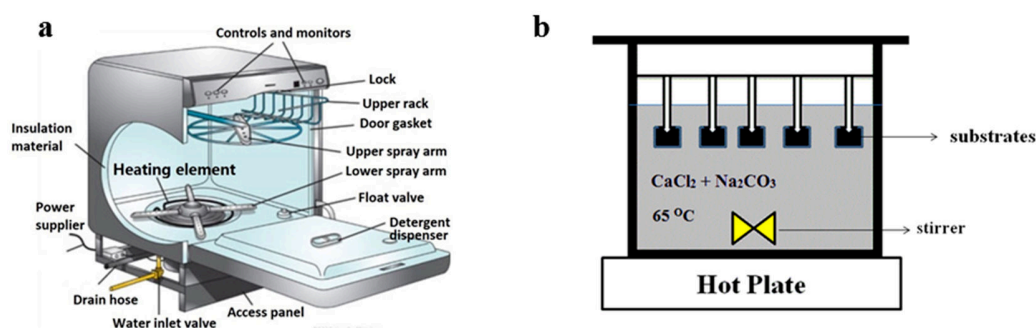 a
Controls and monitors
Lock
Upper rack
Door gasket
Insulation
material
Upper spray arm
Heating element
Lower spray arm
Float valve
Power
supplier
Detergent
dispenser
Drain hose
Access panel
Water inlet valve
b
substrates
CaCl₂ + Na₂CO₃
65 ᴼC
stirrer
Hot Plate